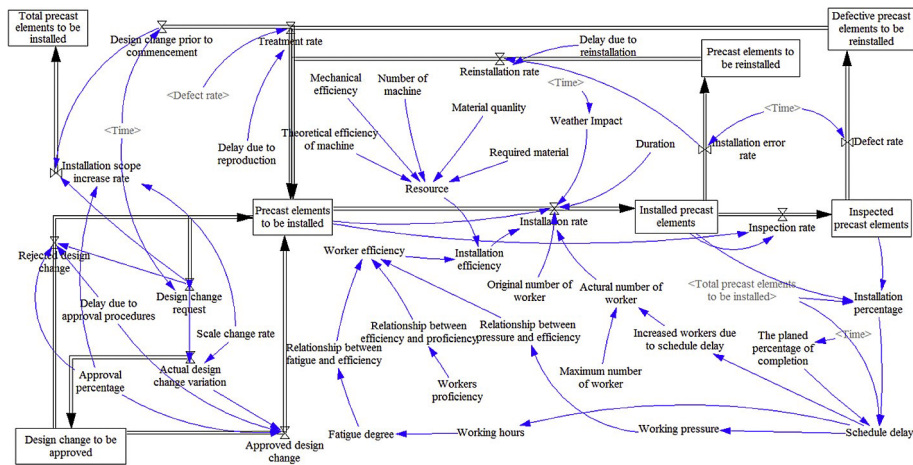 Total precast
elements to be
installed
Design change prior to
commencement
Treatment rate
Delay due to
reinstallation
Precast elements to
be reinstalled
Defective precast
elements to be
reinstalled
Reinstallation rate
Mechanical
efficiency
Number of
machine
<Defect rate>
<Time>
<Time>
<Time>
Material quanlity
Weather Impact
Theoretical efficiency
of machine
Delay due to
reproduction
Required material
Duration
Installation error
rate
Defect rate
Installation scope
increase rate
Resource
Precast elements
to be installed
Installation rate
Installed precast
elements
Inspection rate
Inspected
precast elements
Rejected design
change
Worker efficiency
Installation
efficiency
Original number of
worker
Actural number of
worker
<Total precast elements
to be installed>
Installation
percentage
Delay due to
approval procedures
Design change
request
Scale change rate
Relationship between
fatigue and efficiency
Relationship between
efficiency and proficiency
Relationship between
pressure and efficiency
Increased workers due
to schedule delay
The planed
percentage of
completion
<Time>
Approval
percentage
Actual design
change variation
Workers
proficiency
Maximum number of
worker
Design change to be
approved
Approved design
change
Fatigue degree
Working hours
Working pressure
Schedule delay